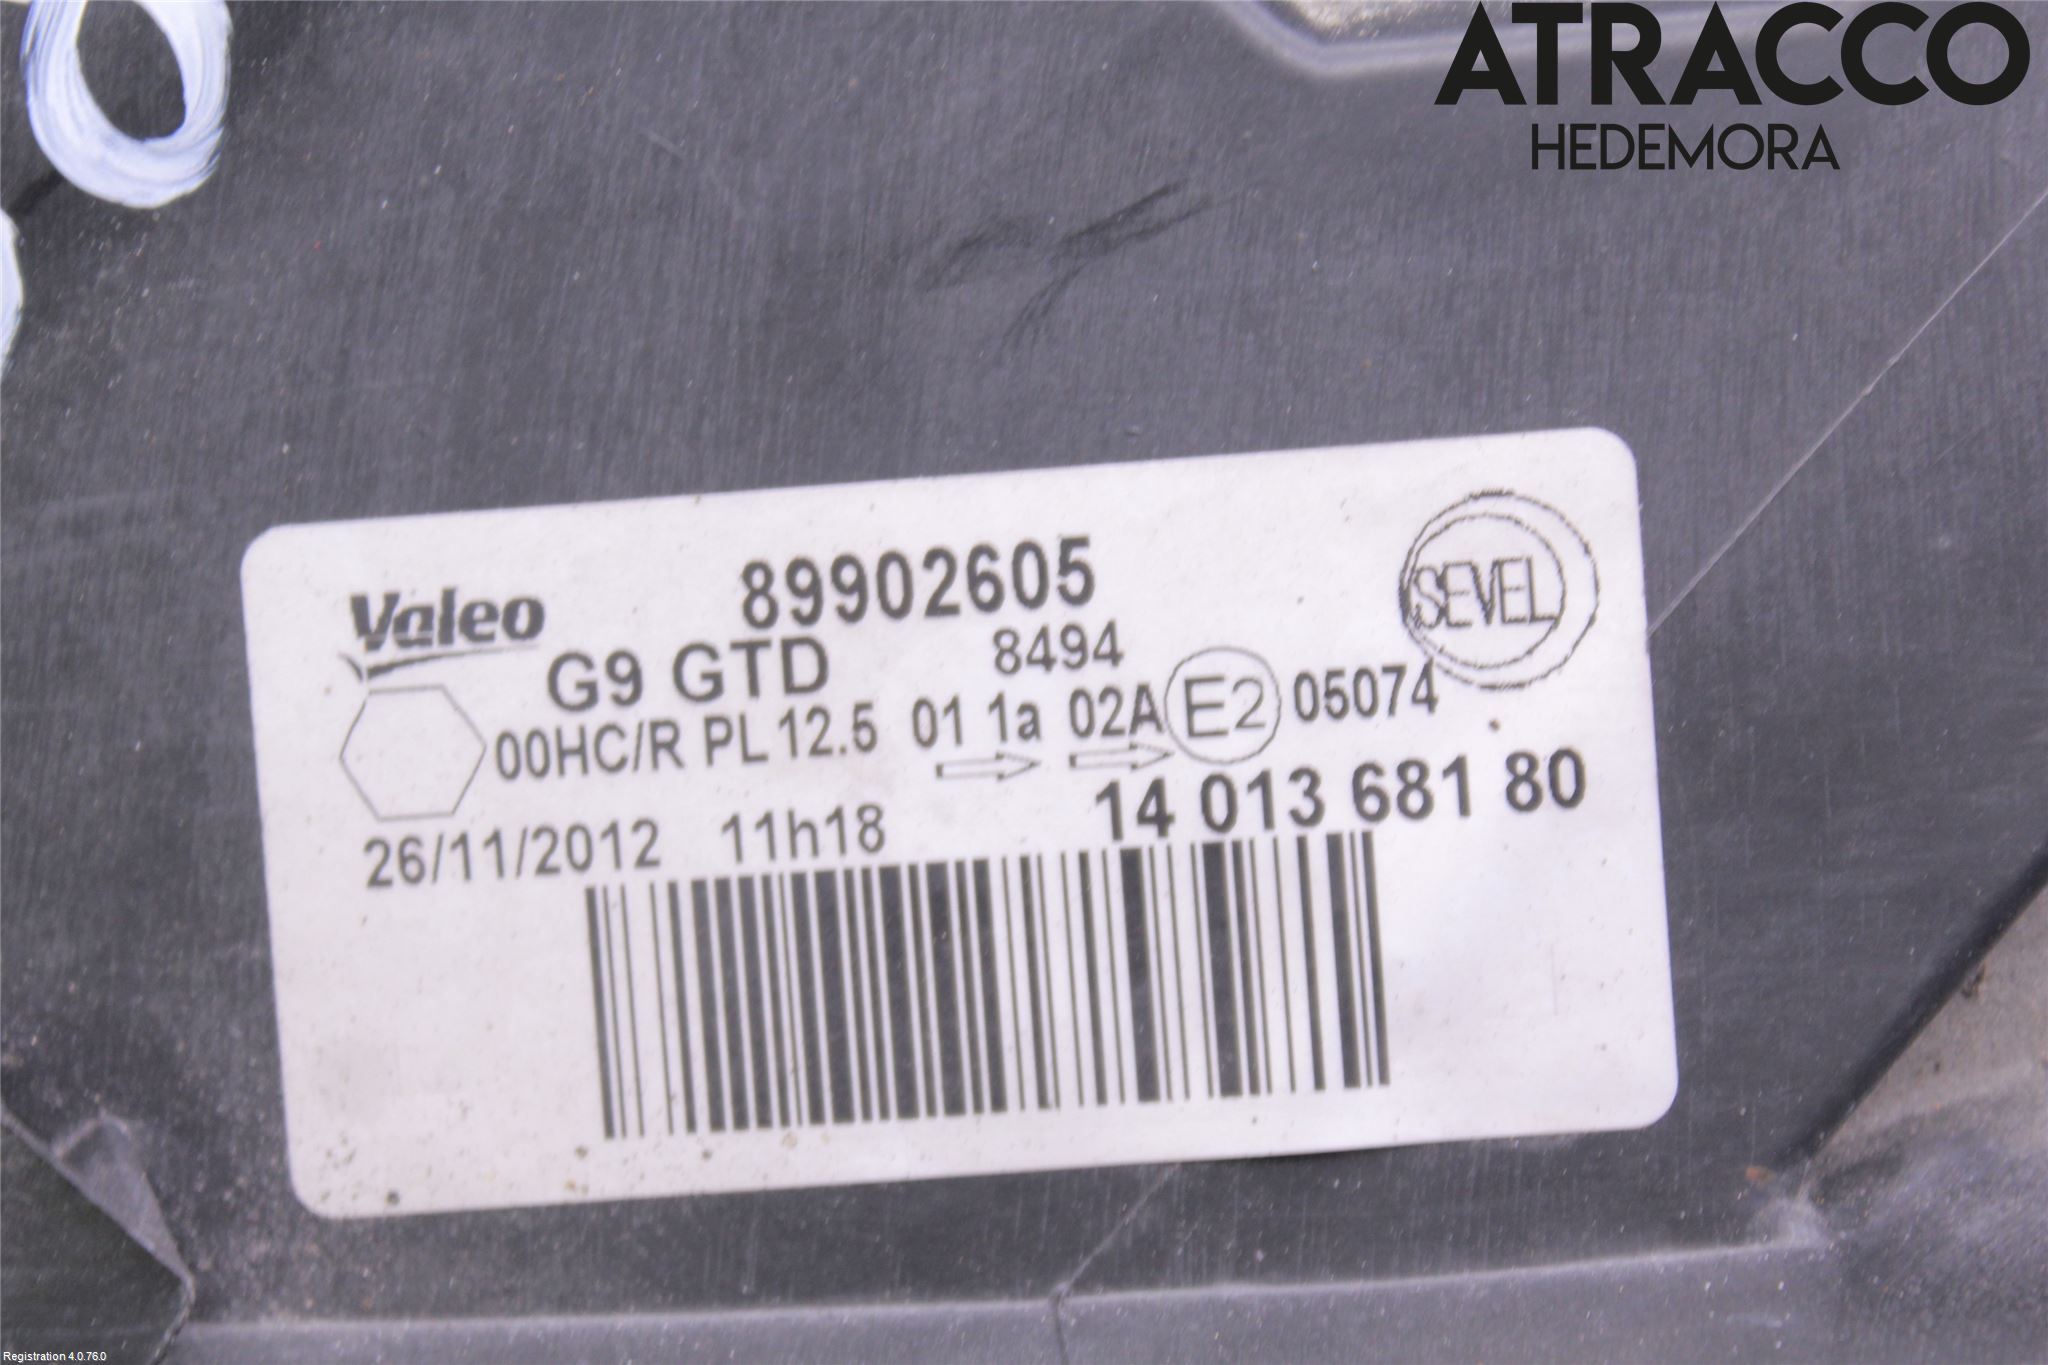 ATRACCO
HEDEMORA
Valeo
89902605
SEVEL
G9 GTD
8494
00HC/R PL 12.5 01 1a 02A E2 05074
14 013 681 80
26/11/2012 11h18
Registration 4.0.76.0